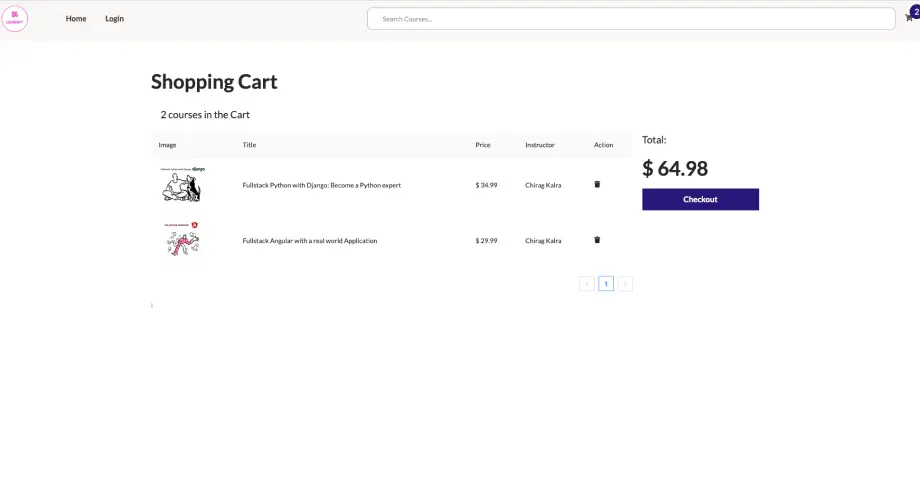 Home
Login
Search Courses...
2
Shopping Cart
2 courses in the Cart
Image
Title
Price
Instructor
Action
Fullstack Python with Django: Become a Python expert
$ 34.99
Chirag Kalra
Fullstack Angular with a real world Application
$ 29.99
Chirag Kalra
1
Total:
$ 64.98
Checkout